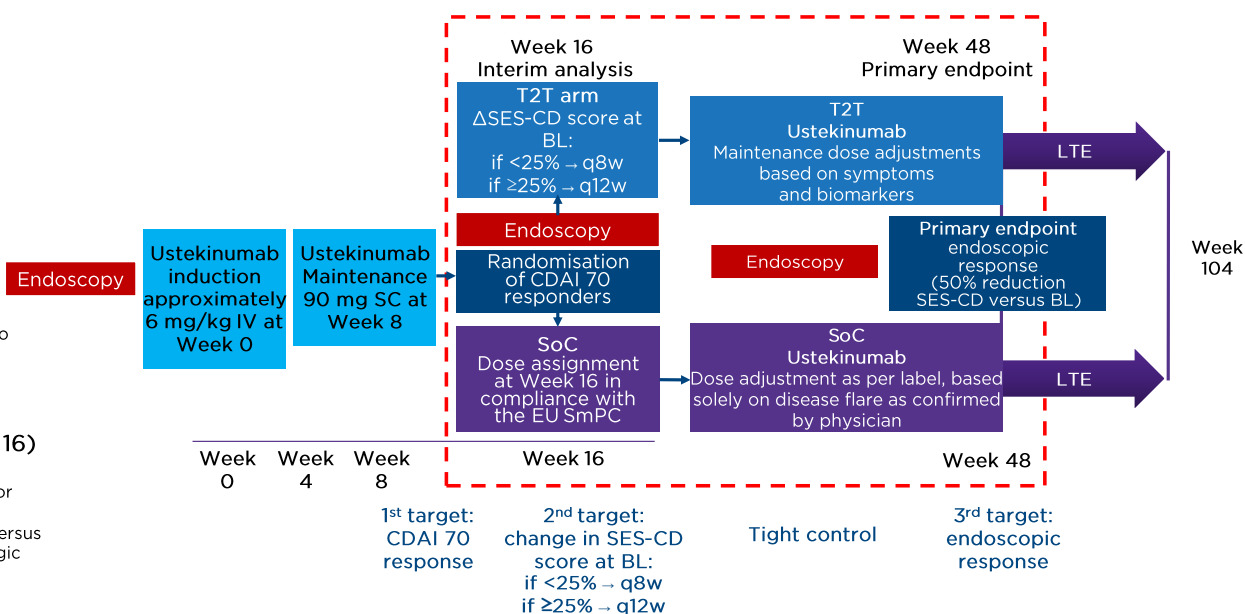 Week 16
Interim analysis
Week 48
Primary endpoint
T2T arm
ΔSES-CD score at
BL:
if <25% → q8w
if ≥25% → q12w
T2T
Ustekinumab
Maintenance dose adjustments
based on symptoms
and biomarkers
LTE
Endoscopy
Ustekinumab
induction
approximately
6 mg/kg IV at
Week 0
Ustekinumab
Maintenance
90 mg SC at
Week 8
Endoscopy
Randomisation
of CDAI 70
responders
Endoscopy
Primary endpoint
endoscopic
response
(50% reduction
SES-CD versus BL)
Week
104
SoC
Dose assignment
at Week 16 in
compliance with
the EU SmPC
SoC
Ustekinumab
Dose adjustment as per label, based
solely on disease flare as confirmed
by physician
LTE
o
16)
or
ersus
gic
Week
0
Week
4
Week
8
Week 16
Week 48
1st target:
CDAI 70
response
2nd target:
change in SES-CD
score at BL:
if <25% → q8w
if ≥25% → q12w
Tight control
3rd target:
endoscopic
response